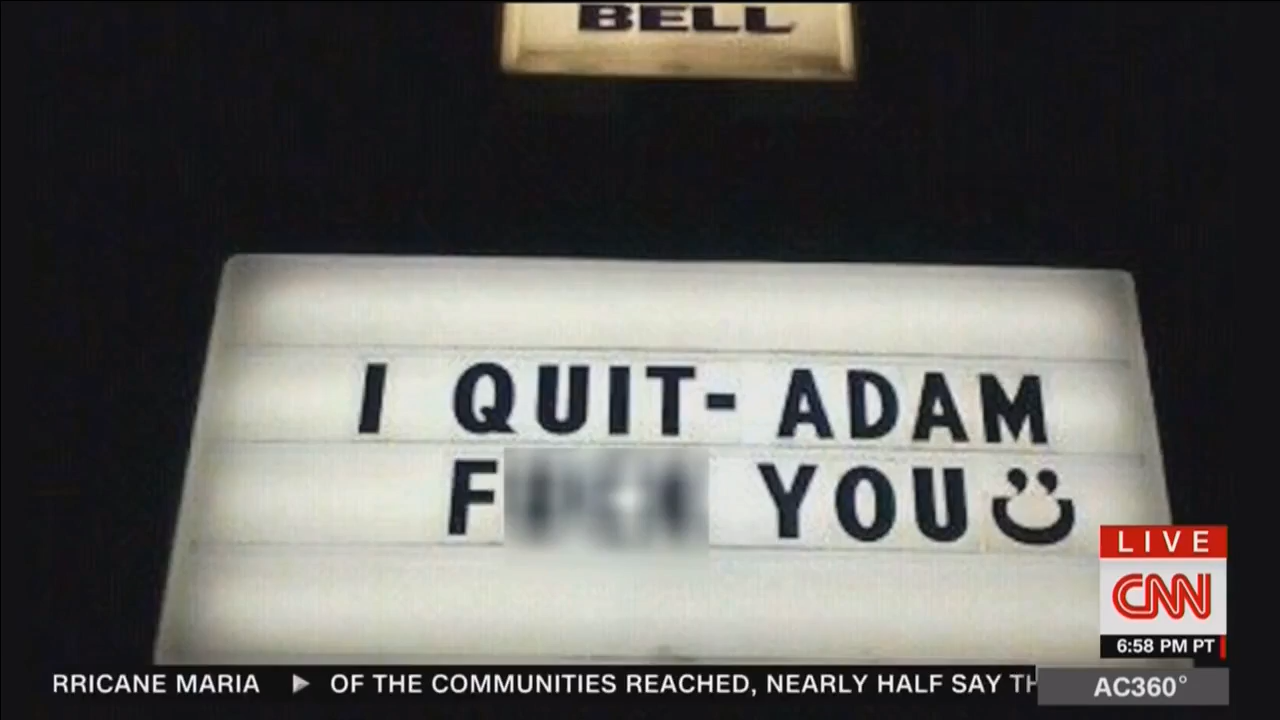 BELL
I QUIT- ADAM
F YOU
LIVE
CNN
6:58 PM PT
RRICANE MARIA ▶ OF THE COMMUNITIES REACHED, NEARLY HALF SAY TH
AC360°